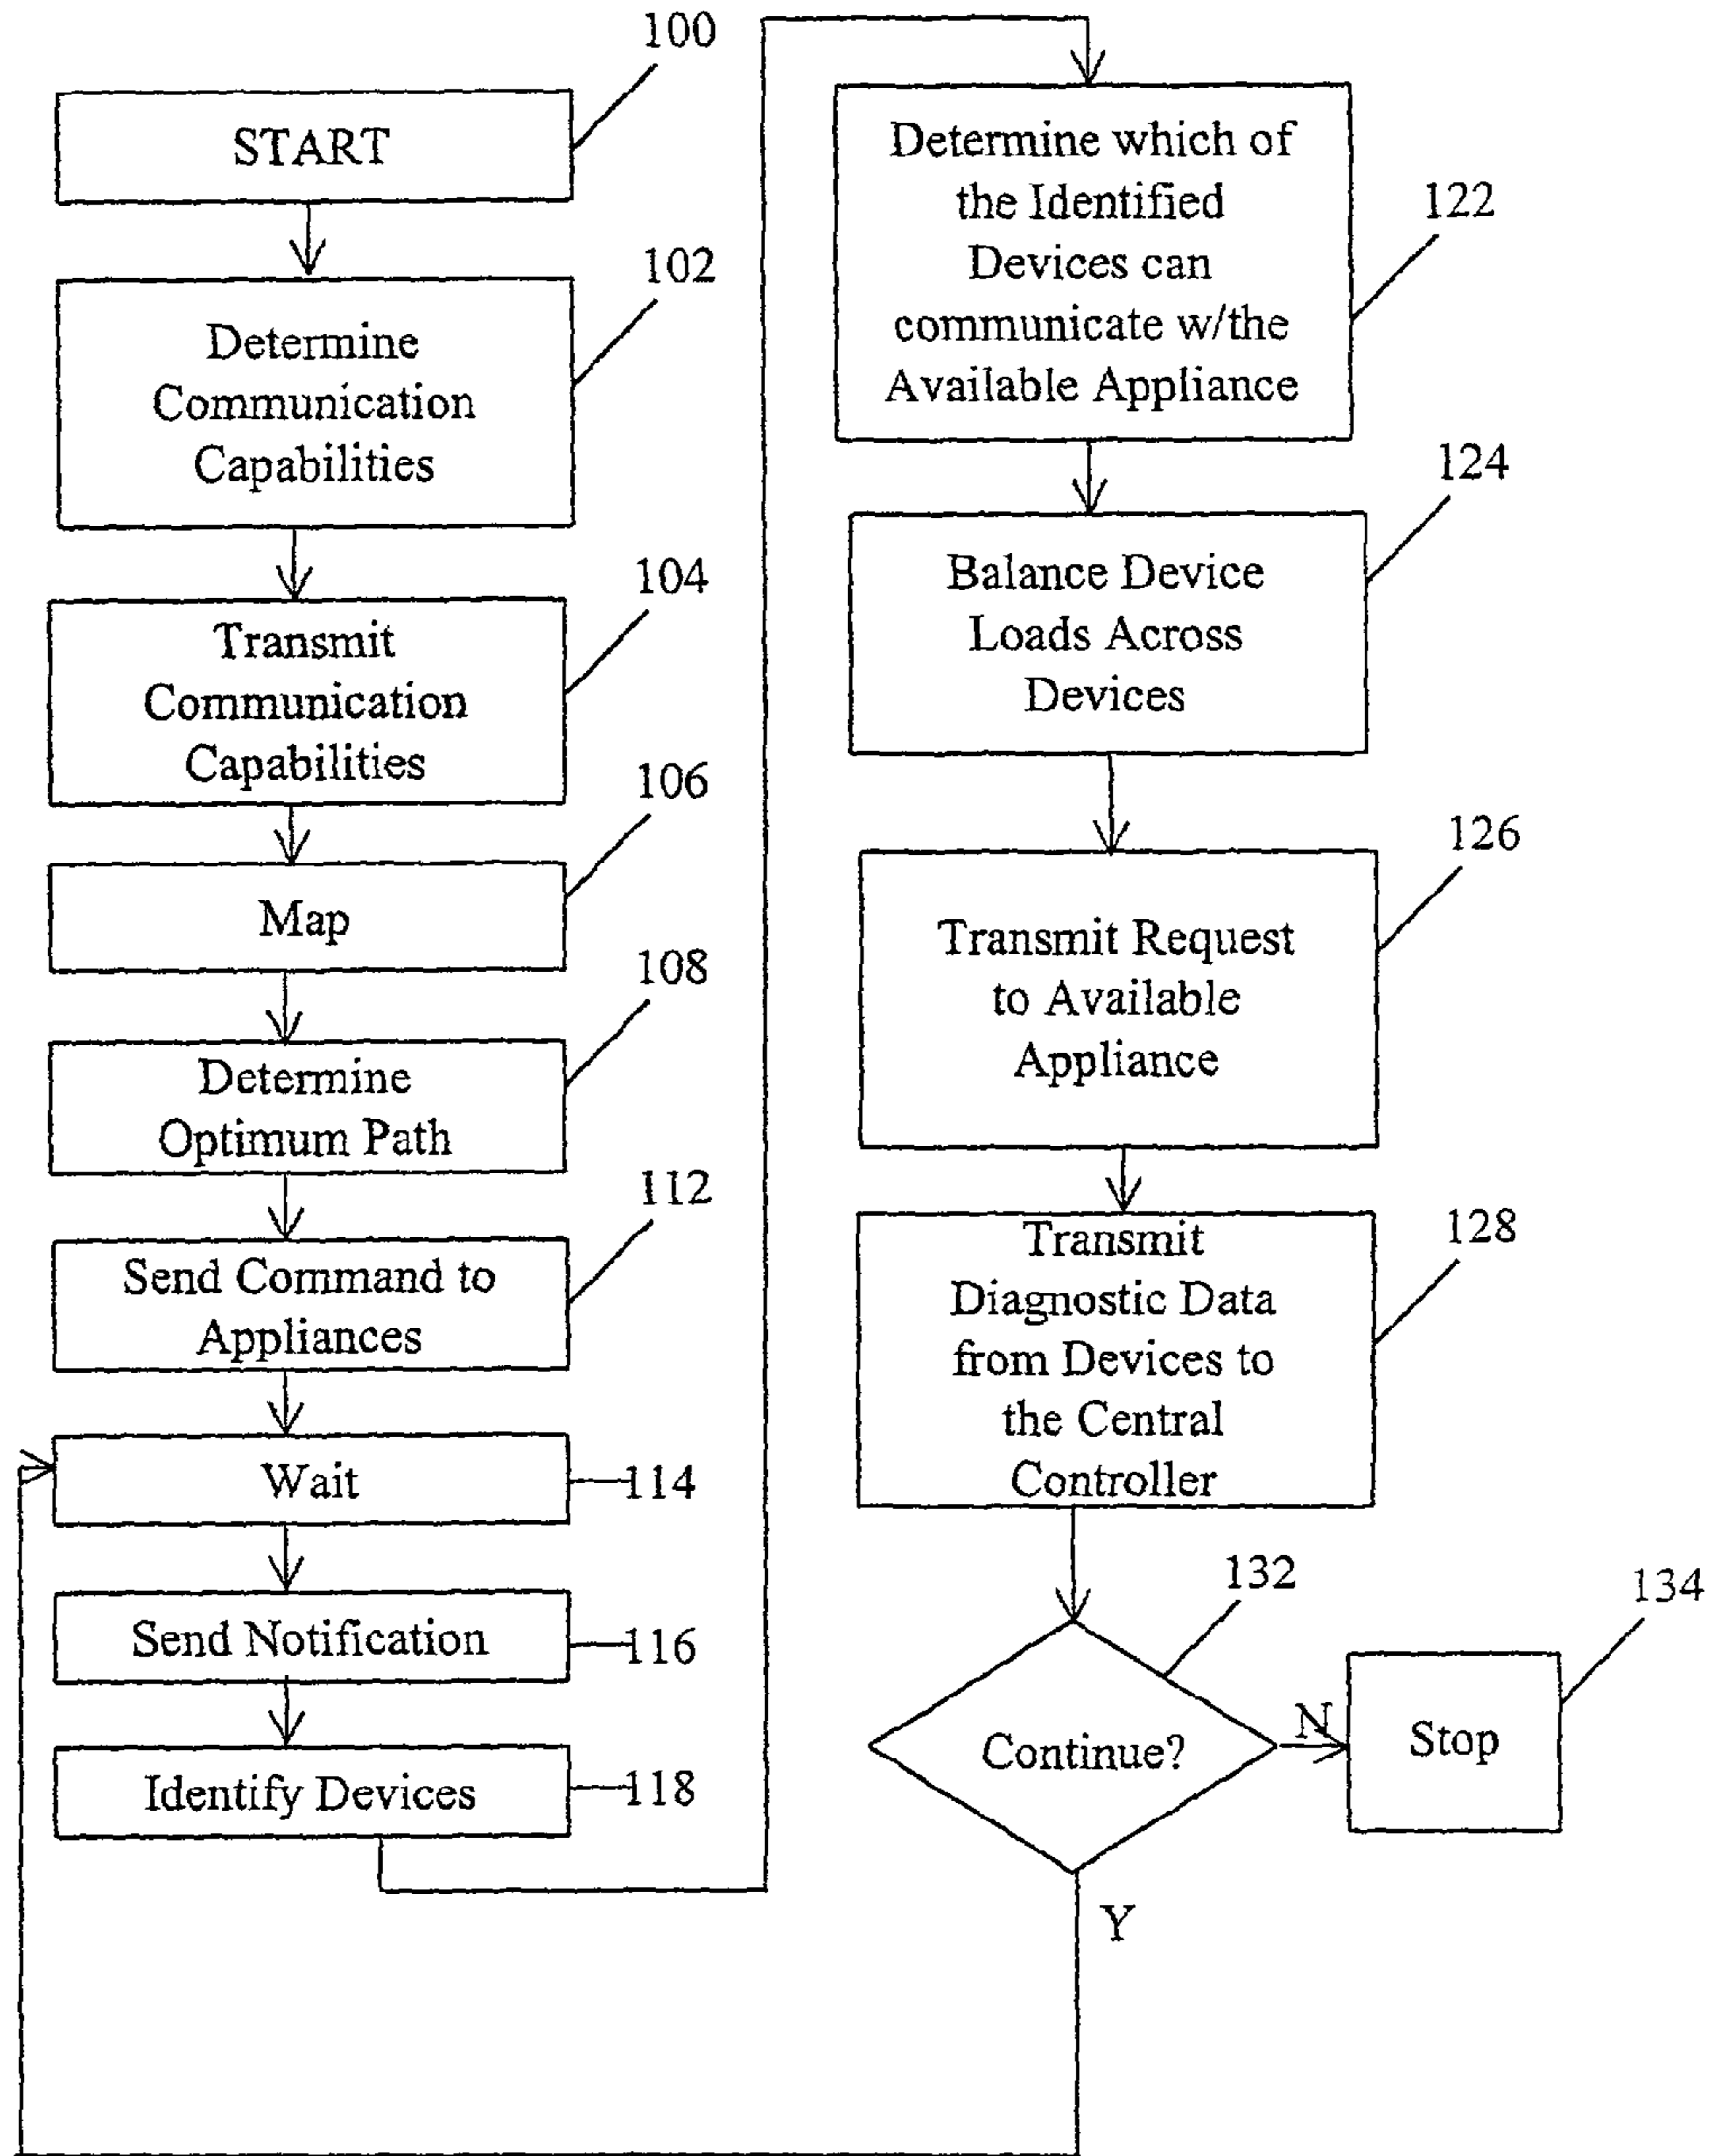 100
START
102
Determine
Communication
Capabilities
104
Transmit
Communication
Capabilities
106
Map
108
Determine
Optimum Path
112
Send Command to
Appliances
Wait
114
Send Notification
116
Identify Devices
118
Determine which of
the Identified
Devices can
communicate w/the
Available Appliance
122
124
Balance Device
Loads Across
Devices
126
Transmit Request
to Available
Appliance
128
Transmit
Diagnostic Data
from Devices to
the Central
Controller
132
Continue?
N
134
Stop
Y